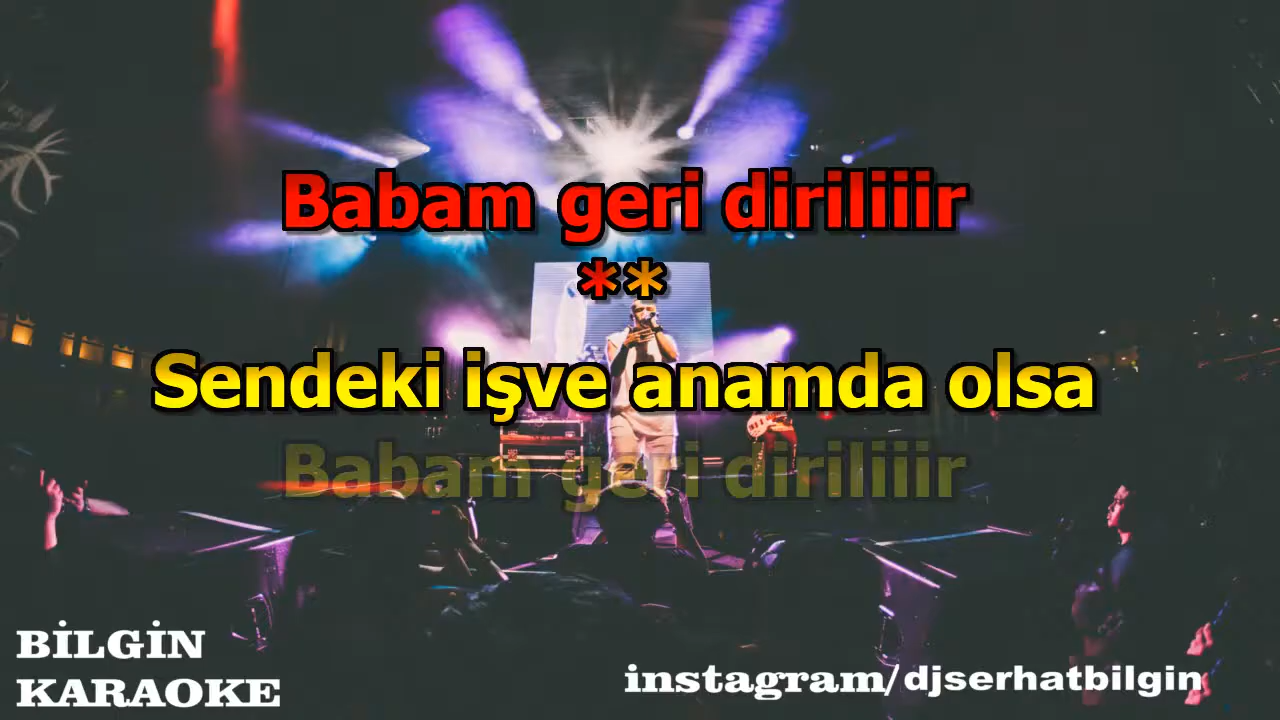 Babam geri diriliiir
**
Sendeki işve anamda olsa
Babam geri diriliiir
BİLGİN
KARAOKE
instagram/djserhatbilgin